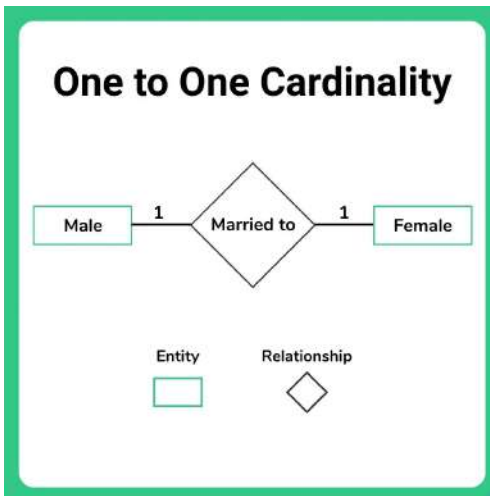 One to One Cardinality
Male 1 Married to 1 Female
Entity Relationship